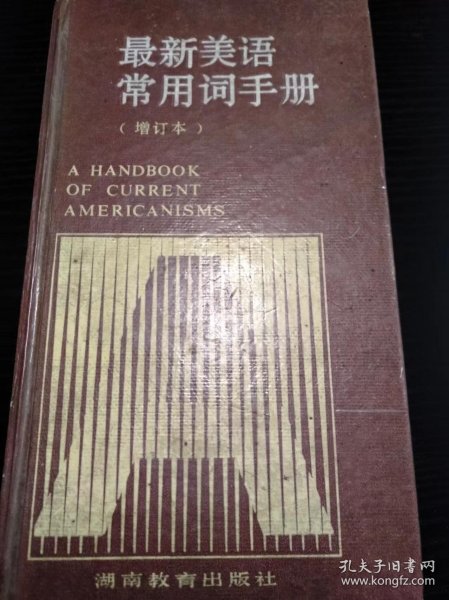 最新美语
常用词手册
（增订本）
A HANDBOOK
OF CURRENT
AMERICANISMS
湖南教育出版社
孔夫子旧书网
www.kongfz.com